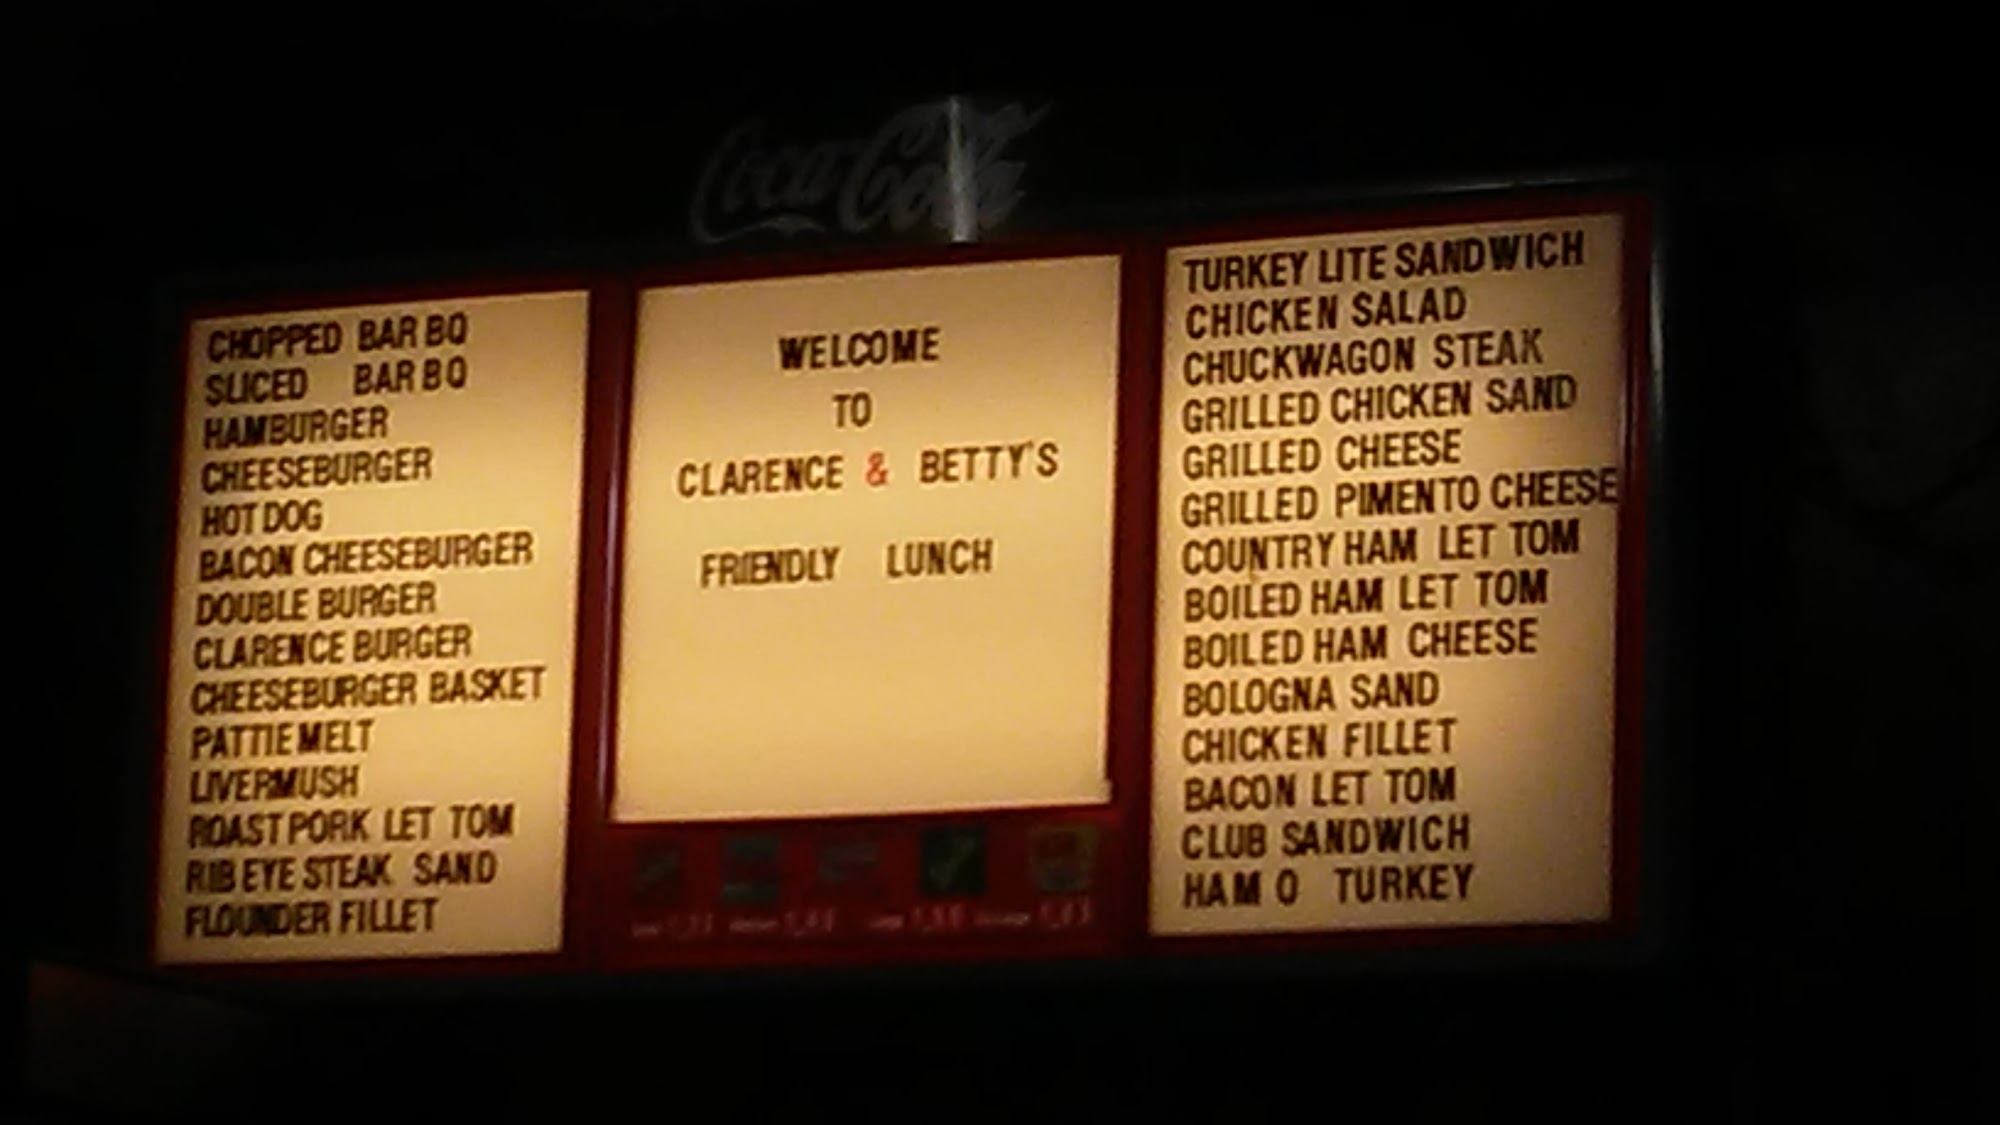 Coca-Cola
CHOPPED BAR BQ
SLICED BAR BQ
HAMBURGER
CHEESEBURGER
HOT DOG
BACON CHEESEBURGER
DOUBLE BURGER
CLARENCE BURGER
CHEESEBURGER BASKET
PATTIE MELT
LIVERMUSH
ROAST PORK LET TOM
RIB EYE STEAK SAND
FLOUNDER FILLET
WELCOME
TO
CLARENCE & BETTY'S
FRIENDLY LUNCH
TURKEY LITE SANDWICH
CHICKEN SALAD
CHUCKWAGON STEAK
GRILLED CHICKEN SAND
GRILLED CHEESE
GRILLED PIMENTO CHEESE
COUNTRY HAM LET TOM
BOILED HAM LET TOM
BOILED HAM CHEESE
BOLOGNA SAND
CHICKEN FILLET
BACON LET TOM
CLUB SANDWICH
HAM O TURKEY